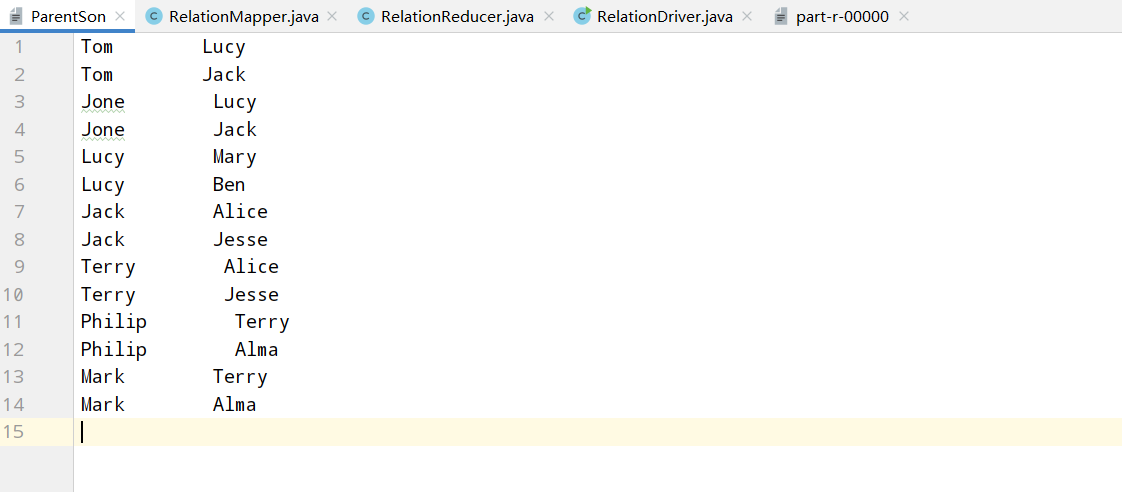 ParentSon RelationMapper.java RelationReducer.java RelationDriver.java part-r-00000
1 Tom Lucy
2 Tom Jack
3 Jone Lucy
4 Jone Jack
5 Lucy Mary
6 Lucy Ben
7 Jack Alice
8 Jack Jesse
9 Terry Alice
10 Terry Jesse
11 Philip Terry
12 Philip Alma
13 Mark Terry
14 Mark Alma
15